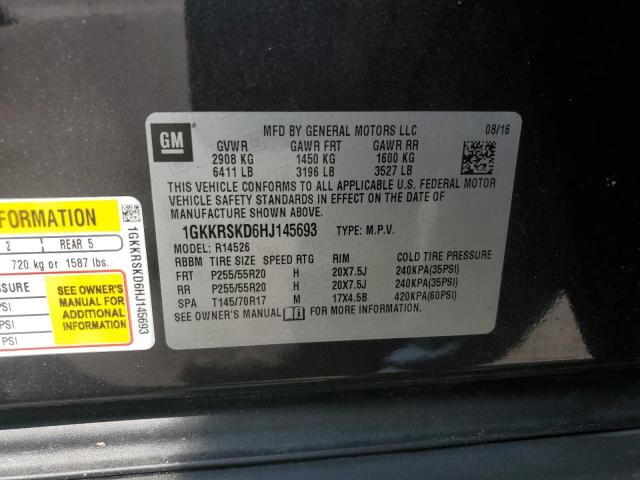 GM
MFD BY GENERAL MOTORS LLC 08/16
GVWR GAWR FRT GAWR RR
2908 KG 1450 KG 1600 KG
6411 LB 3196 LB 3527 LB
THIS VEHICLE CONFORMS TO ALL APPLICABLE U.S. FEDERAL MOTOR
VEHICLE SAFETY STANDARDS IN EFFECT ON THE DATE OF
MANUFACTURE SHOWN ABOVE.
1GKKRSKD6HJ145693 TYPE: M.P.V.
MODEL: R14526
RBBM TIRE SIZE SPEED RTG RIM COLD TIRE PRESSURE
FRT P255/55R20 H 20X7.5J 240KPA(35PSI)
RR P255/55R20 H 20X7.5J 240KPA(35PSI)
SPA T145/70R17 M 17X4.5B 420KPA(60PSI)
SEE OWNER'S MANUAL FOR MORE INFORMATION.
FORMATION
2 REAR 5
720 kg or 1587 lbs.
SSURE
PSI
PSI
PSI
SEE OWNER'S
MANUAL FOR
ADDITIONAL
INFORMATION
1GKKRSKD6HJ145693